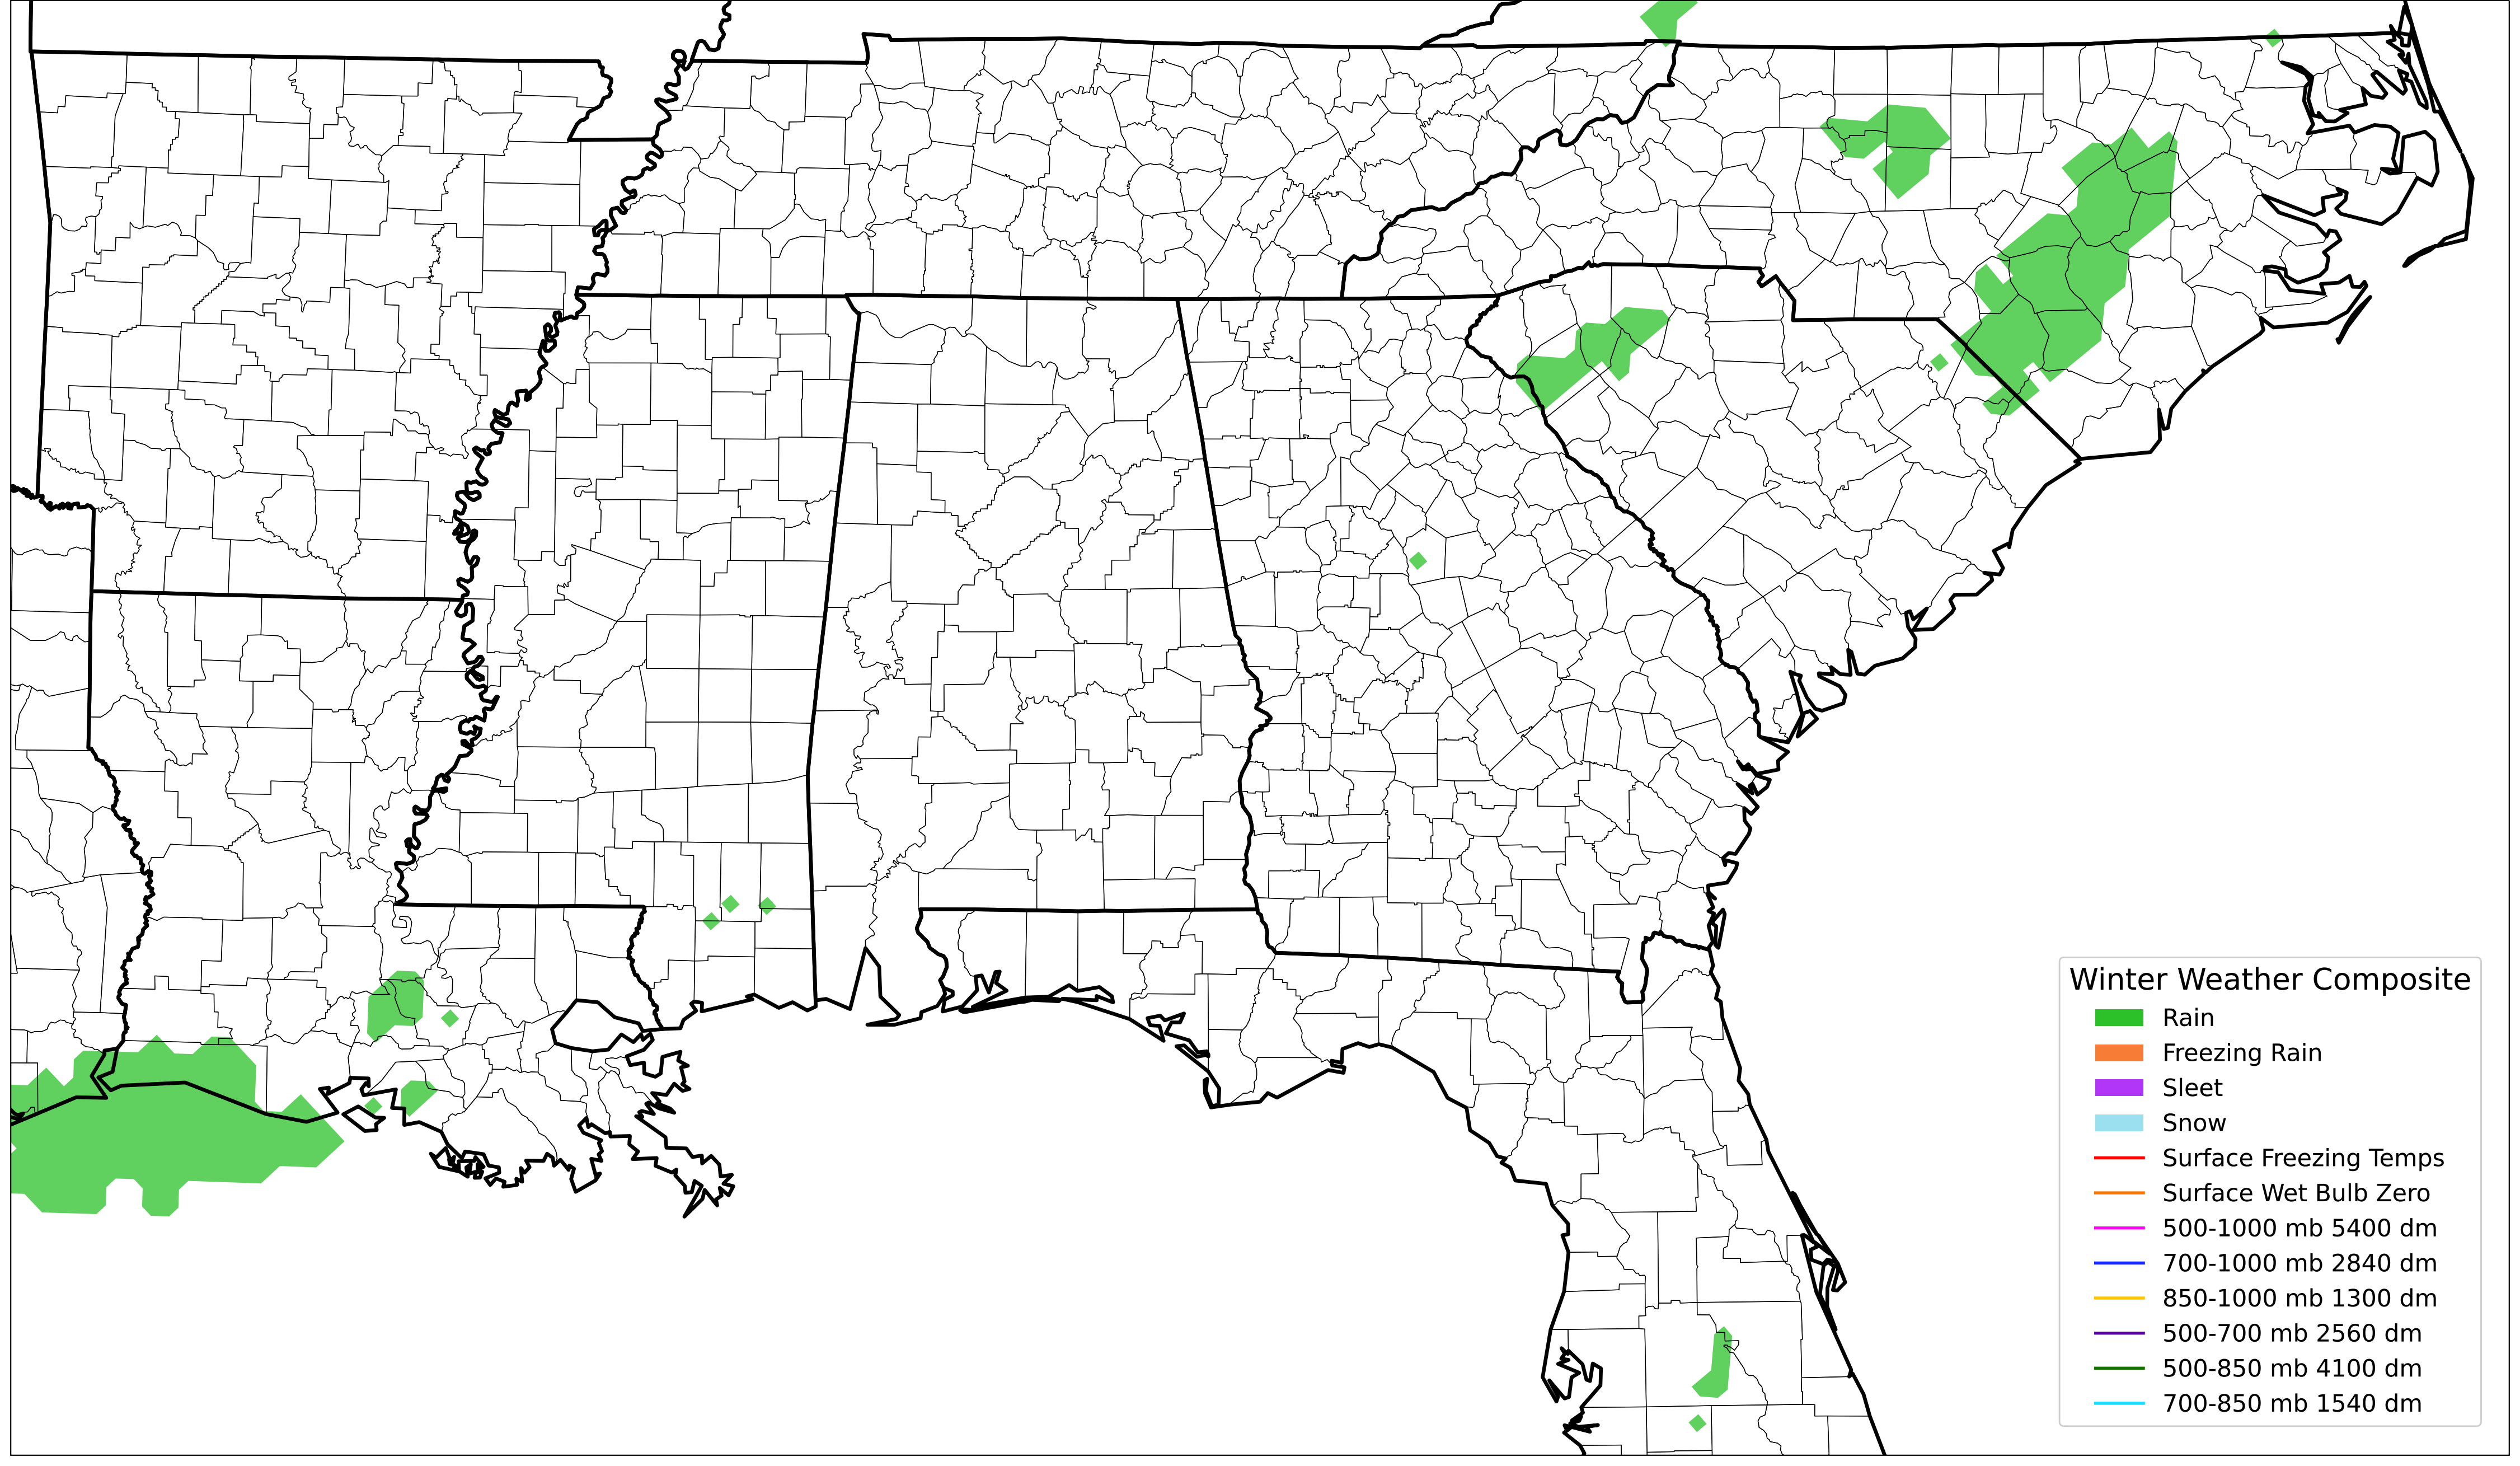 Winter Weather Composite
Rain
Freezing Rain
Sleet
Snow
Surface Freezing Temps
Surface Wet Bulb Zero
500-1000 mb 5400 dm
700-1000 mb 2840 dm
850-1000 mb 1300 dm
500-700 mb 2560 dm
500-850 mb 4100 dm
700-850 mb 1540 dm